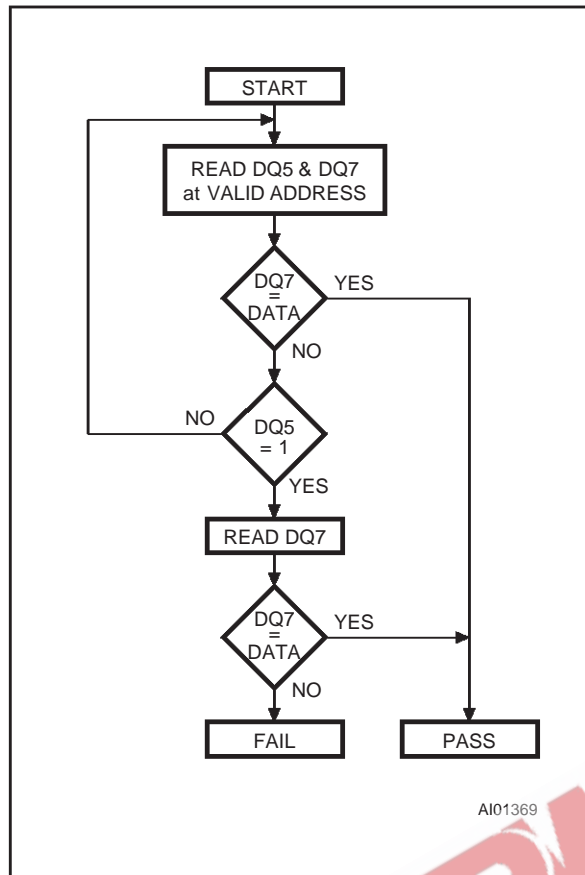 START
READ DQ5 & DQ7
at VALID ADDRESS
DQ7
=
DATA
YES
NO
NO
DQ5
= 1
YES
READ DQ7
DQ7
=
DATA
YES
NO
FAIL
PASS
AI01369